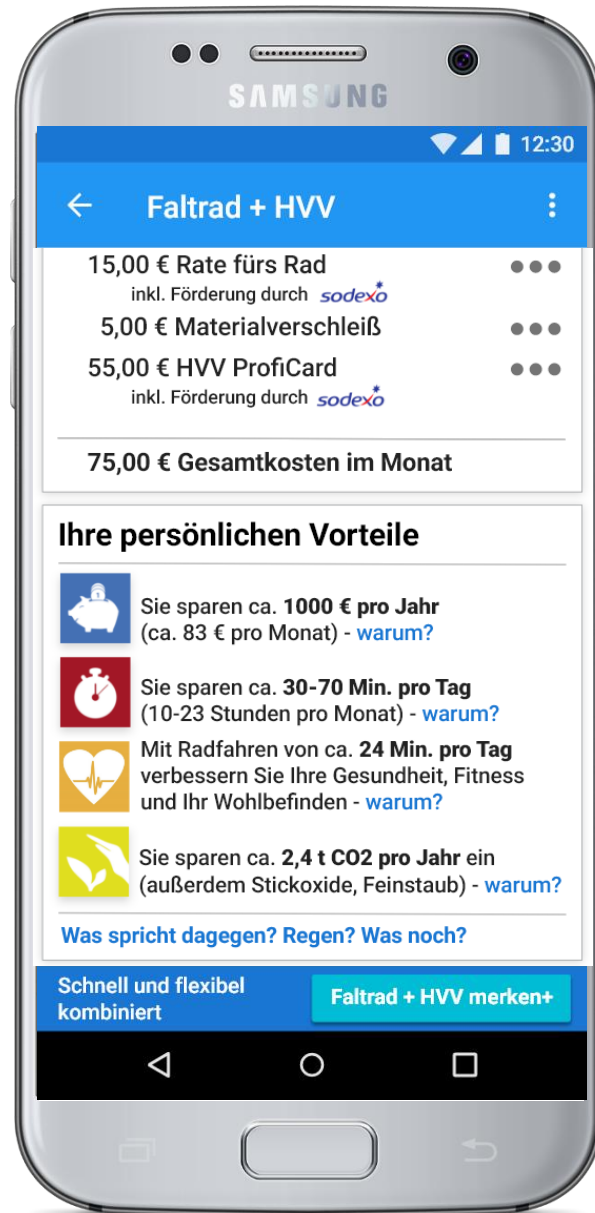 SAMSUNG
12:30
Faltrad + HVV
15,00 € Rate fürs Rad
inkl. Förderung durch sodexo
5,00 € Materialverschleiß
55,00 € HVV ProfiCard
inkl. Förderung durch sodexo
75,00 € Gesamtkosten im Monat
Ihre persönlichen Vorteile
Sie sparen ca. 1000 € pro Jahr
(ca. 83 € pro Monat) - warum?
Sie sparen ca. 30-70 Min. pro Tag
(10-23 Stunden pro Monat) - warum?
Mit Radfahren von ca. 24 Min. pro Tag
verbessern Sie Ihre Gesundheit, Fitness
und Ihr Wohlbefinden - warum?
Sie sparen ca. 2,4 t CO2 pro Jahr ein
(außerdem Stickoxide, Feinstaub) - warum?
Was spricht dagegen? Regen? Was noch?
Schnell und flexibel
kombiniert
Faltrad + HVV merken+